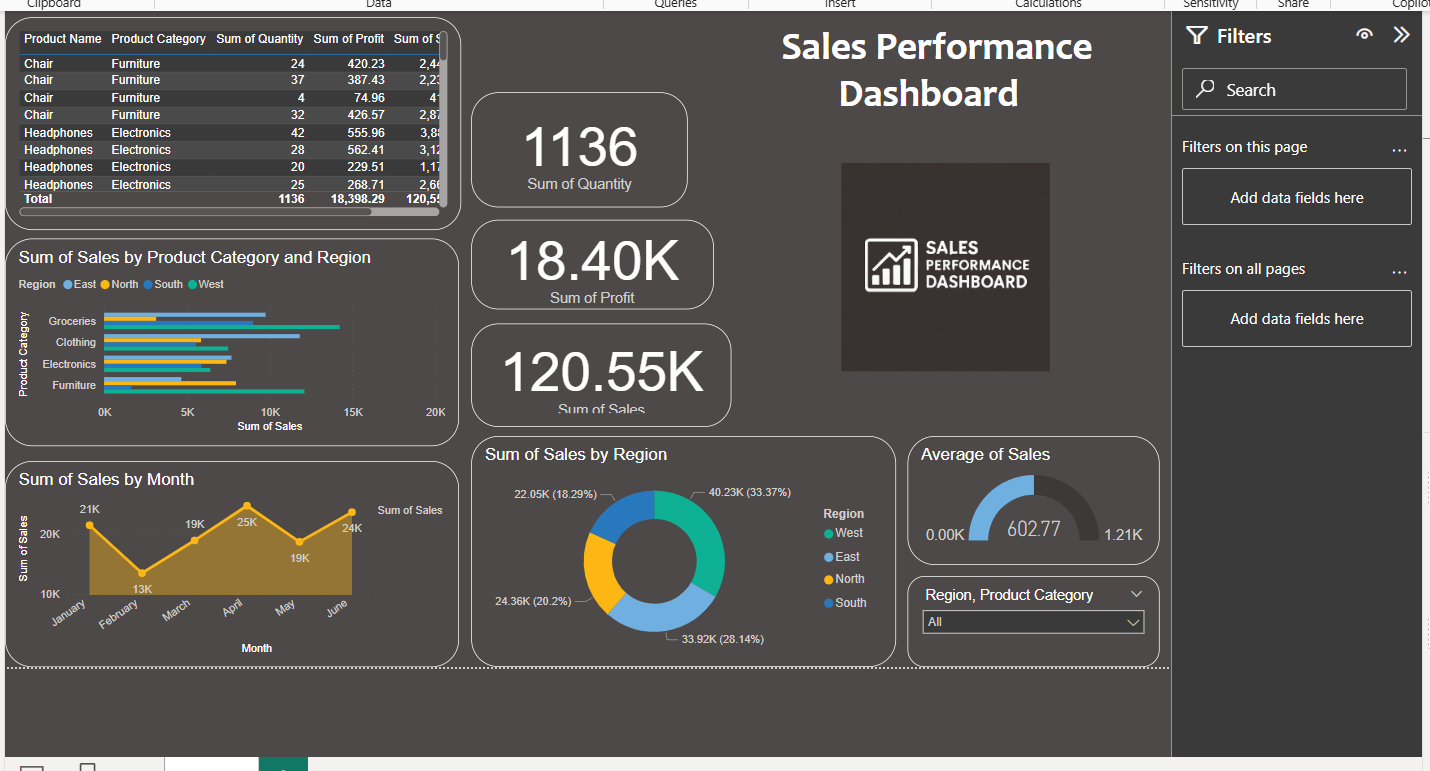 Clipboard
Data
Queries
Insert
Calculations
Sensitivity
Share
Product Name Product Category Sum of Quantity Sum of Profit Sum of S
Chair Furniture 24 420.23 2,44
Chair Furniture 37 387.43 2,23
Chair Furniture 4 74.96
Chair Furniture 32 426.57 2,87
Headphones Electronics 42 555.96 3,88
Headphones Electronics 28 562.41 3,12
Headphones Electronics 20 229.51 1,17
Headphones Electronics 25 268.71 2,66
Total 1136 18,398.29 120,55
Sales Performance
Dashboard
1136
Sum of Quantity
18.40K
Sum of Profit
120.55K
Sum of Sales
SALES
PERFORMANCE
DASHBOARD
Sum of Sales by Product Category and Region
Region East North South West
Product Category
Groceries
Clothing
Electronics
Furniture
0K 5K 10K 15K 20K
Sum of Sales
Sum of Sales by Month
Sum of Sales
20K
10K
21K
13K
19K
25K
19K
24K
Sum of Sales
January February March April May June
Month
Sum of Sales by Region
22.05K (18.29%)
40.23K (33.37%)
24.36K (20.2%)
33.92K (28.14%)
Region
West
East
North
South
Average of Sales
0.00K 602.77 1.21K
Region, Product Category
All
Filters
Search
Filters on this page ...
Add data fields here
Filters on all pages ...
Add data fields here